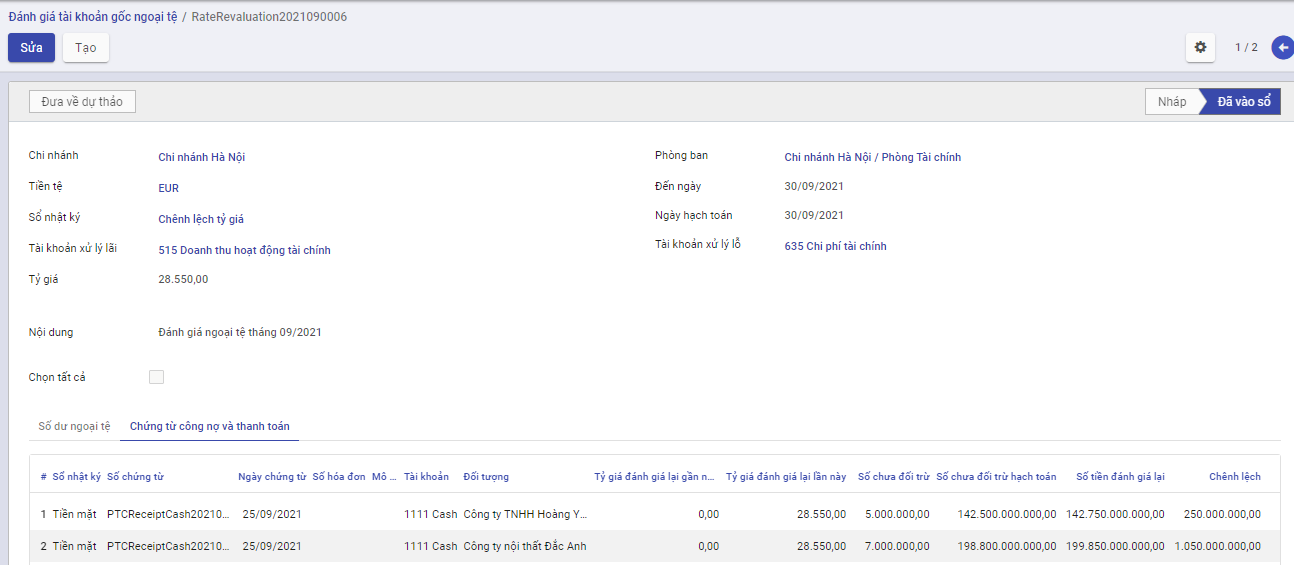 Đánh giá tài khoản gốc ngoại tệ / RateRevaluation2021090006
Sửa Tạo 1 / 2
Đưa về dự thảo Nháp Đã vào sổ
Chi nhánh Chi nhánh Hà Nội Phòng ban Chi nhánh Hà Nội / Phòng Tài chính
Tiền tệ EUR Đến ngày 30/09/2021
Sổ nhật ký Chênh lệch tỷ giá Ngày hạch toán 30/09/2021
Tài khoản xử lý lãi 515 Doanh thu hoạt động tài chính Tài khoản xử lý lỗ 635 Chi phí tài chính
Tỷ giá 28.550,00
Nội dung Đánh giá ngoại tệ tháng 09/2021
Chọn tất cả
Số dư ngoại tệ Chứng từ công nợ và thanh toán
# Sổ nhật ký Số chứng từ Ngày chứng từ Số hóa đơn Mô ... Tài khoản Đối tượng Tỷ giá đánh giá lại gần n... Tỷ giá đánh giá lại lần này Số chưa đối trừ Số chưa đối trừ hạch toán Số tiền đánh giá lại Chênh lệch
1 Tiền mặt PTCReceiptCash20210... 25/09/2021 1111 Cash Công ty TNHH Hoàng Y... 0,00 28.550,00 5.000.000,00 142.500.000.000,00 142.750.000.000,00 250.000.000,00
2 Tiền mặt PTCReceiptCash20210... 25/09/2021 1111 Cash Công ty nội thất Đắc Anh 0,00 28.550,00 7.000.000,00 198.800.000.000,00 199.850.000.000,00 1.050.000.000,00